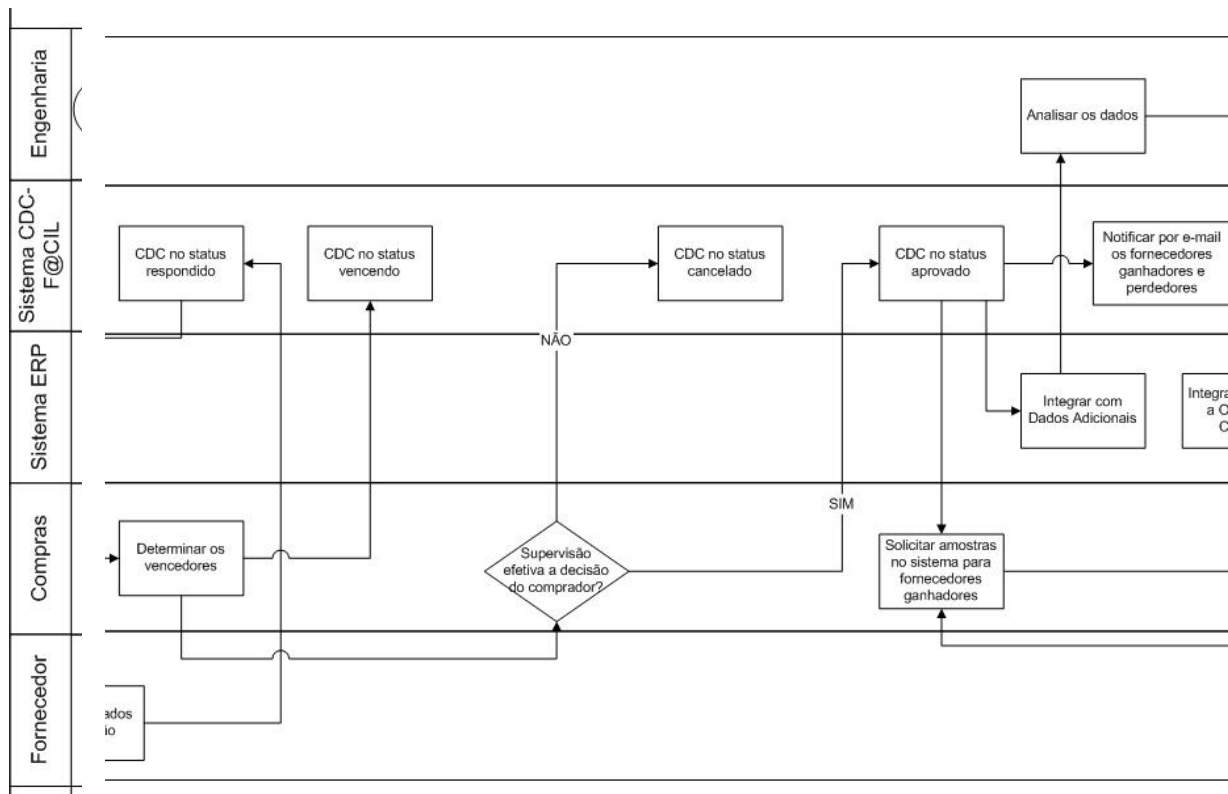 Engenharia
Analisar os dados
Sistema CDC-
F@CIL
CDC no status
respondido
CDC no status
vencendo
CDC no status
cancelado
CDC no status
aprovado
Notificar por e-mail
os fornecedores
ganhadores e
perdedores
Sistema ERP
NÃO
Integrar com
Dados Adicionais
a O
C
Compras
SIM
Determinar os
vencedores
Supervisão
efetiva a decisão
do comprador?
Solicitar amostras
no sistema para
fornecedores
ganhadores
Fornecedor